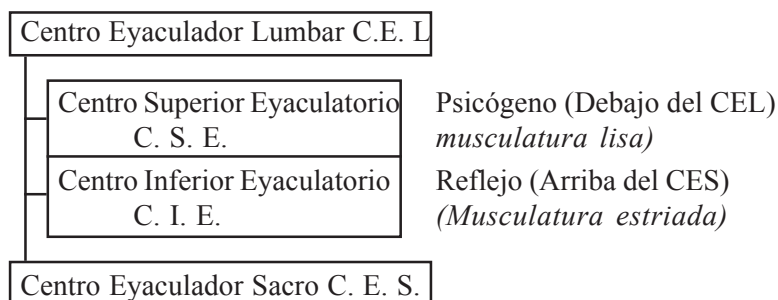 Centro Eyaculador Lumbar C.E. L
Centro Superior Eyaculatorio Psicógeno (Debajo del CEL)
C. S. E. musculatura lisa)
Centro Inferior Eyaculatorio Reflejo (Arriba del CES)
C. I. E. (Musculatura estriada)
Centro Eyaculador Sacro C. E. S.